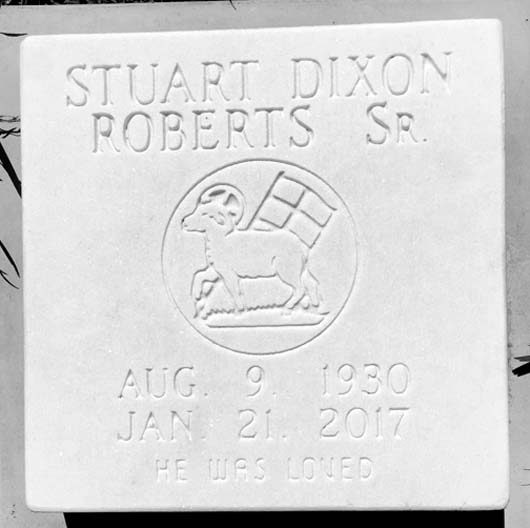 STUART DIXON
ROBERTS SR.
AUG. 9. 1930
JAN. 21. 2017
HE WAS LOVED